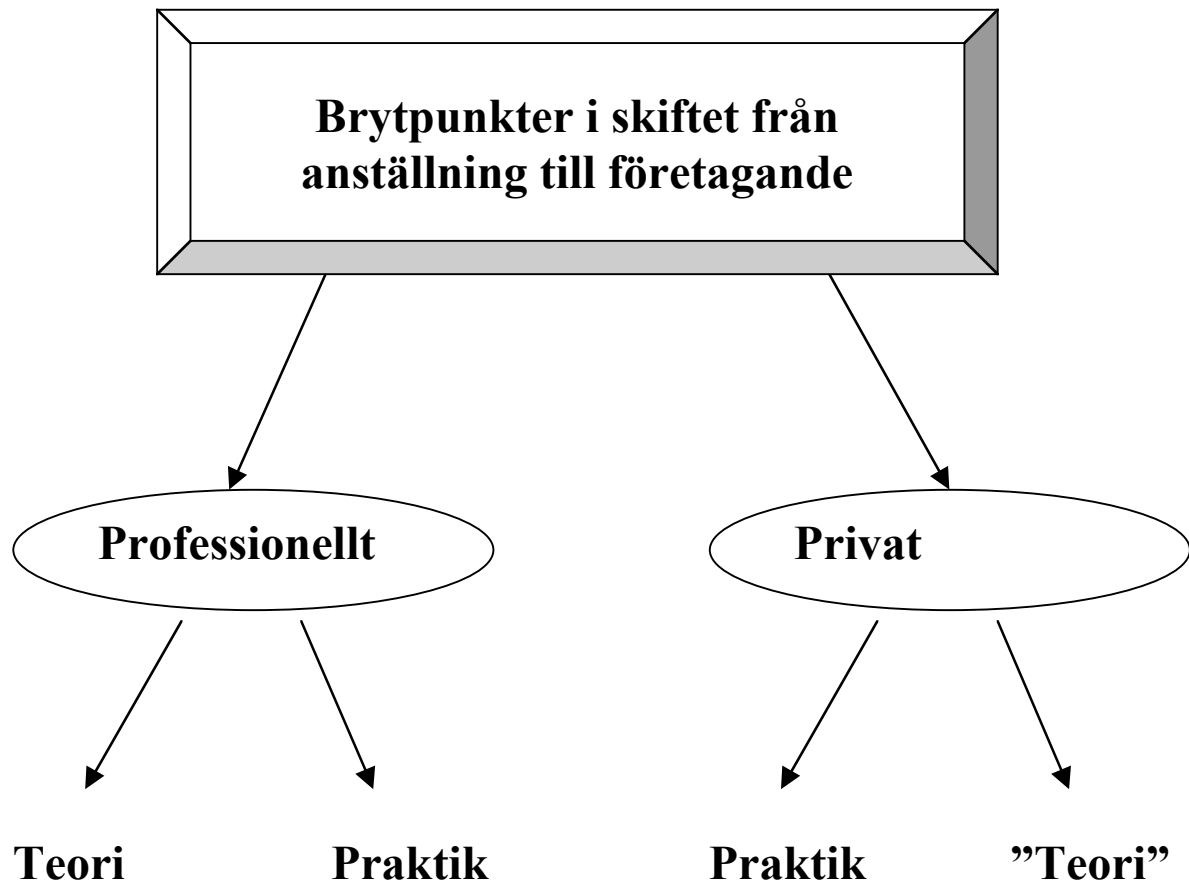 Brytpunkter i skiftet från
anställning till företagande
Professionellt
Privat
Teori
Praktik
Praktik
”Teori”